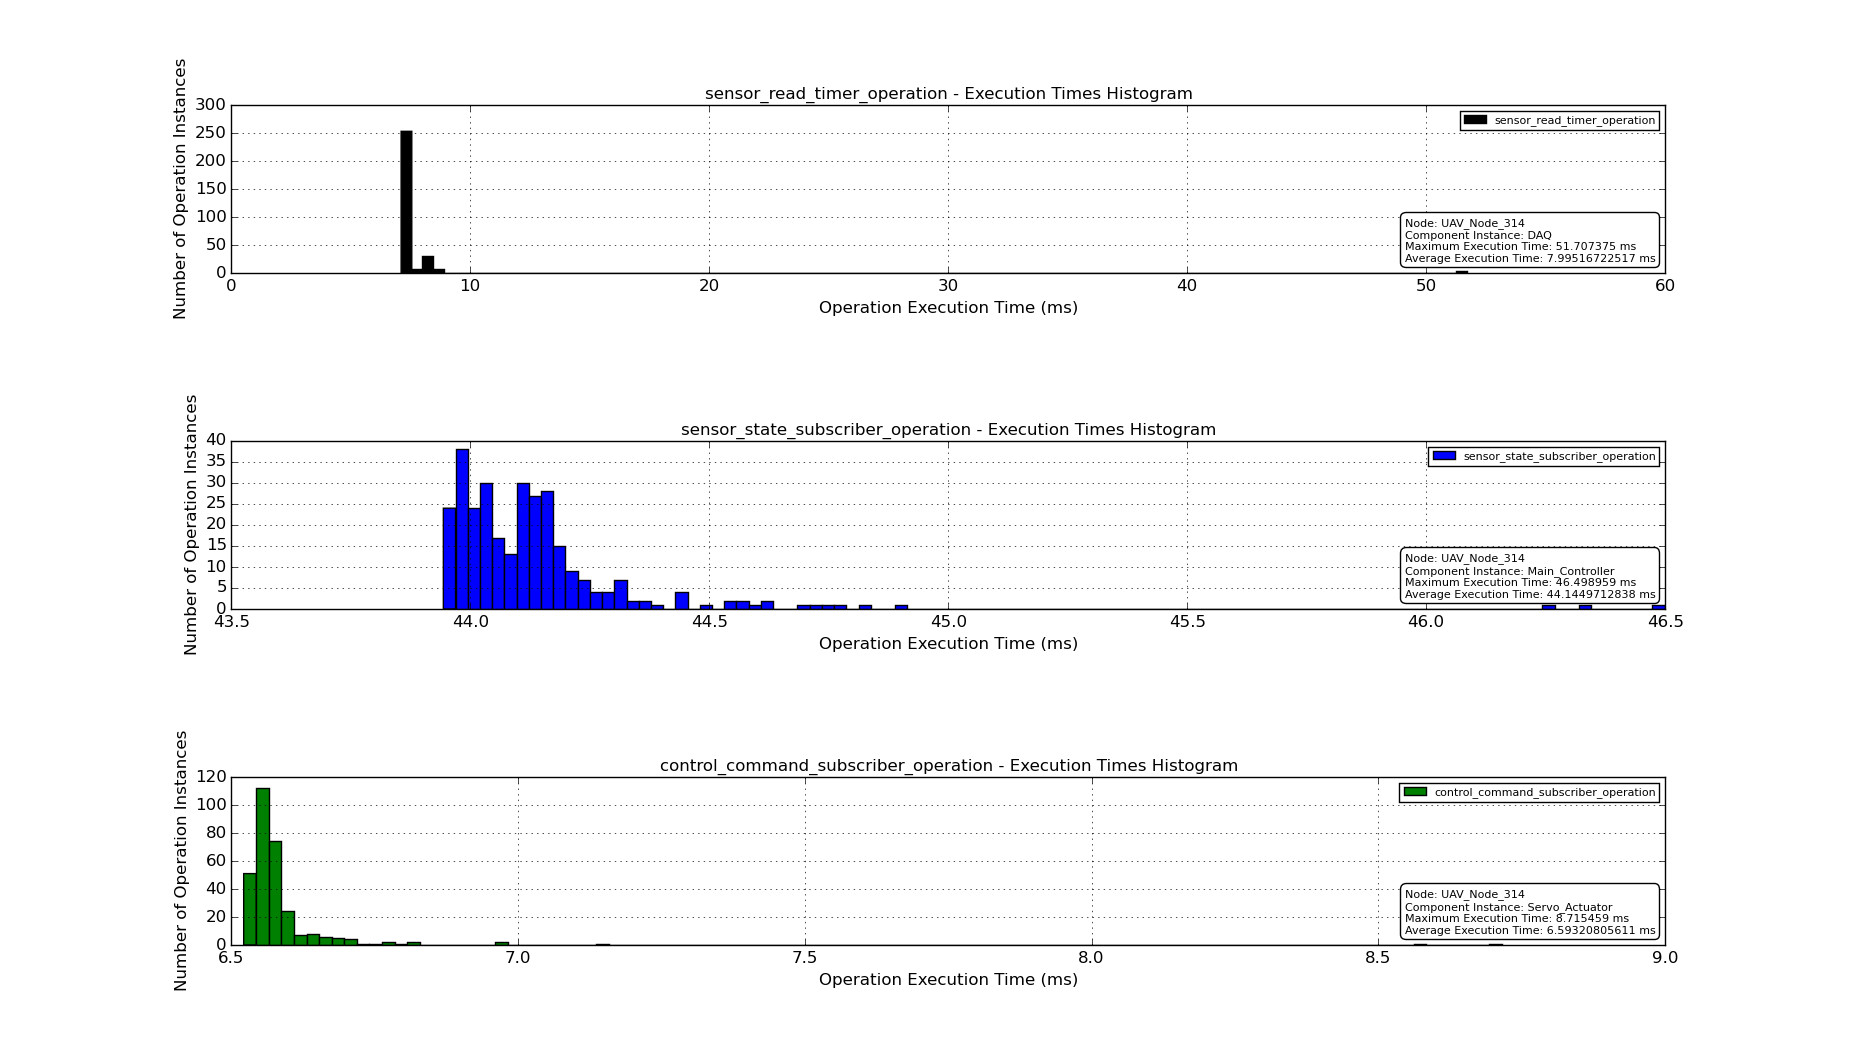 sensor_read_timer_operation - Execution Times Histogram
Number of Operation Instances
300
250
200
150
100
50
0
sensor_read_timer_operation
Node: UAV_Node_314
Component Instance: DAQ
Maximum Execution Time: 51.707375 ms
Average Execution Time: 7.99516722517 ms
0 10 20 30 40 50 60
Operation Execution Time (ms)
sensor_state_subscriber_operation - Execution Times Histogram
Number of Operation Instances
40
35
30
25
20
15
10
5
0
sensor_state_subscriber_operation
Node: UAV_Node_314
Component Instance: Main_Controller
Maximum Execution Time: 46.498959 ms
Average Execution Time: 44.1449712838 ms
43.5 44.0 44.5 45.0 45.5 46.0 46.5
Operation Execution Time (ms)
control_command_subscriber_operation - Execution Times Histogram
Number of Operation Instances
120
100
80
60
40
20
0
control_command_subscriber_operation
Node: UAV_Node_314
Component Instance: Servo_Actuator
Maximum Execution Time: 8.715459 ms
Average Execution Time: 6.59320805611 ms
6.5 7.0 7.5 8.0 8.5 9.0
Operation Execution Time (ms)